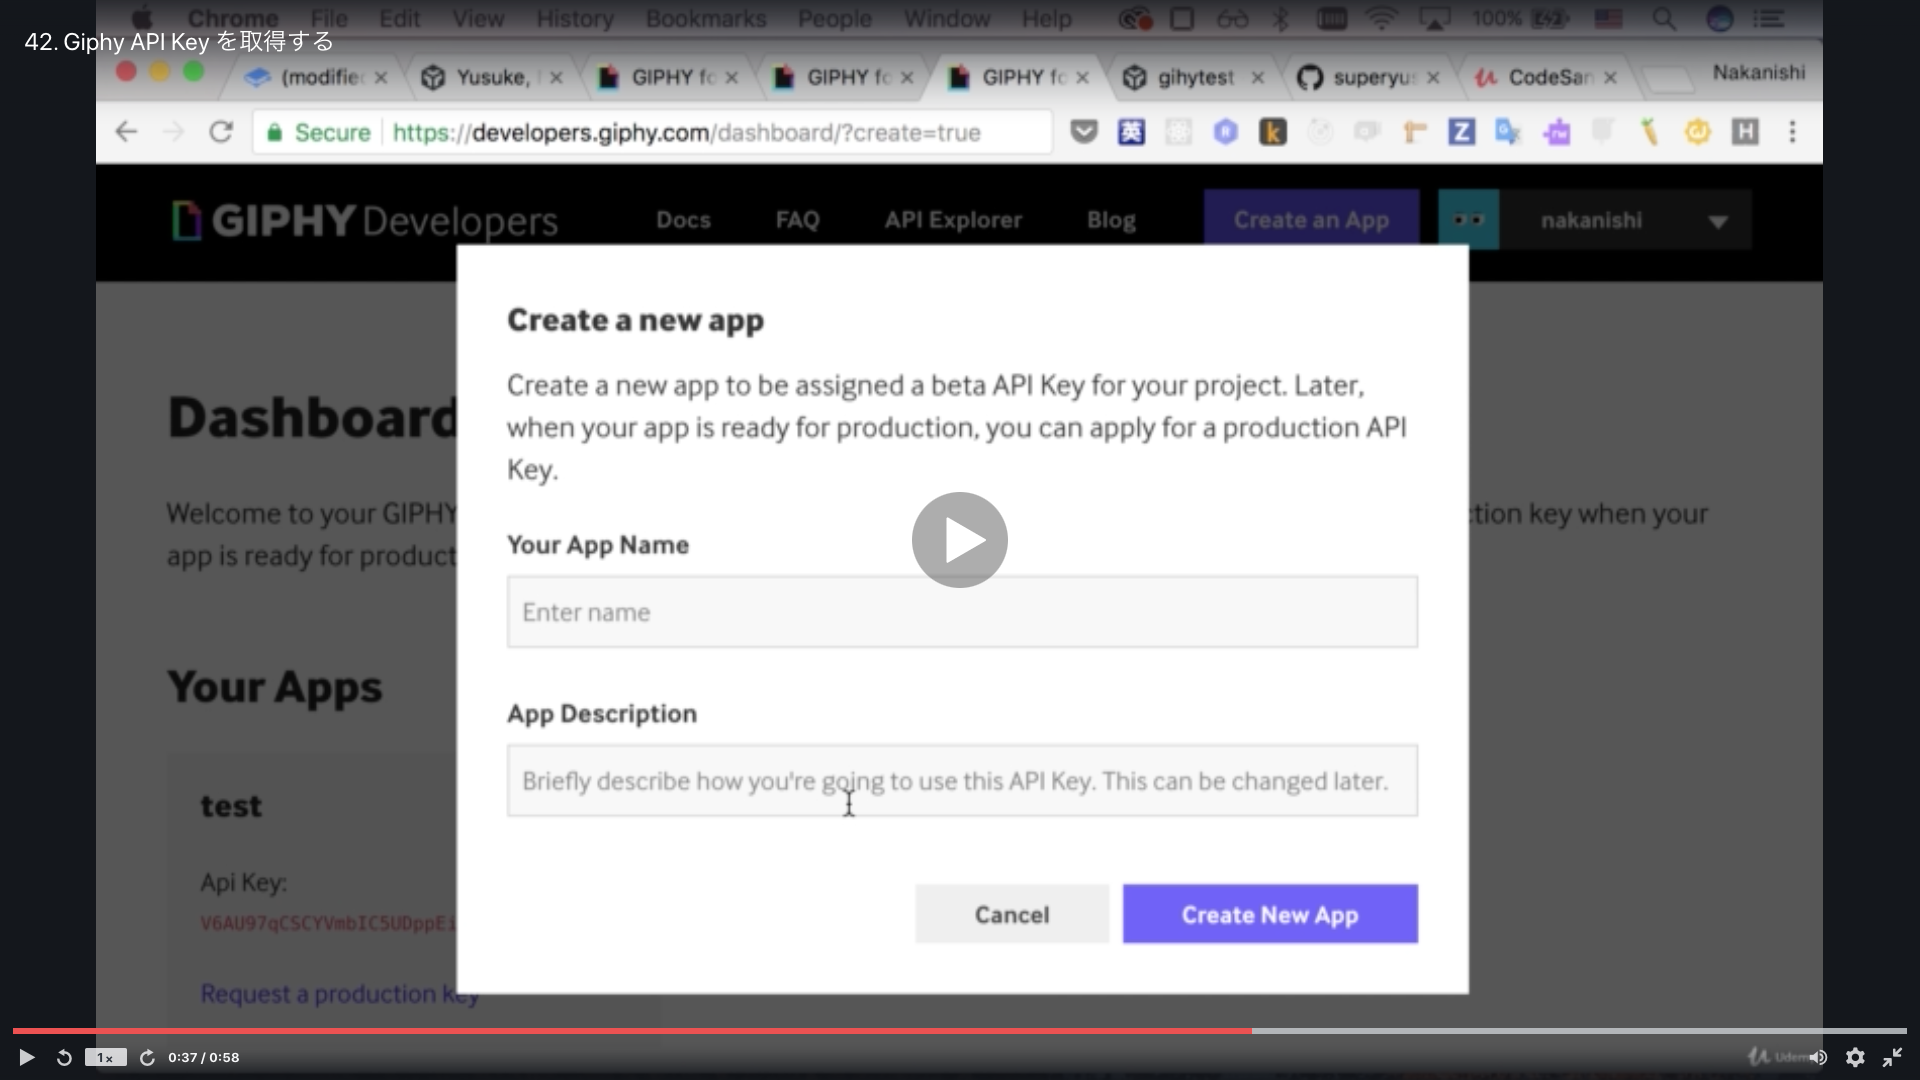 Chrome File Edit View History Bookmarks People Window Help 100%
42. Giphy API Key を取得する
(modifie Yusuke, GIPHY fo GIPHY fo GIPHY fo gihytest superyu CodeSan Nakanishi
Secure https://developers.giphy.com/dashboard/?create=true
GIPHY Developers Docs FAQ API Explorer Blog Create an App nakanishi
Create a new app
Create a new app to be assigned a beta API Key for your project. Later,
when your app is ready for production, you can apply for a production API
Key.
Dashboard
Welcome to your GIPHY tion key when your
app is ready for product
Your App Name
Enter name
Your Apps
App Description
Briefly describe how you're going to use this API Key. This can be changed later.
test
Api Key:
V6AU97qCSCYVmbIC5UDppEi
Cancel Create New App
Request a production key
1x 0:37 / 0:58 Udemy